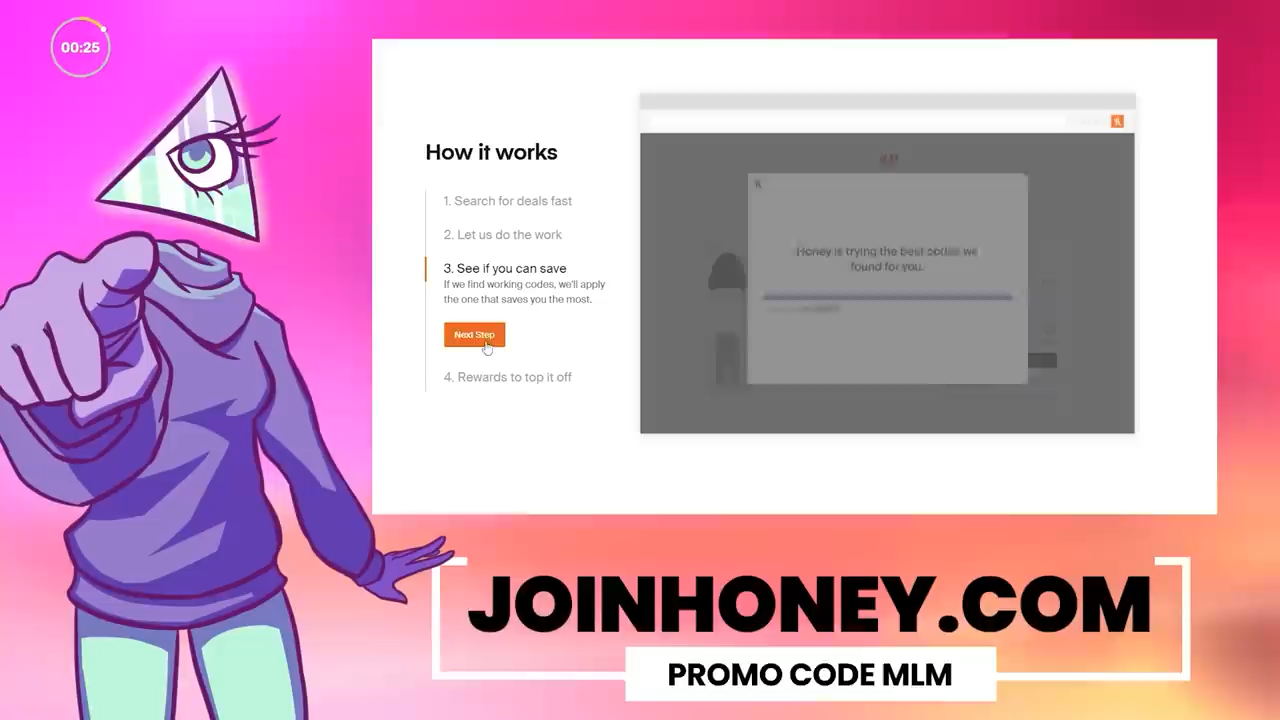 00:25
How it works
1. Search for deals fast
2. Let us do the work
3. See if you can save
If we find working codes, we'll apply
the one that saves you the most.
Next Step
4. Rewards to top it off
Honey is trying the best codes we
found for you.
JOINHONEY.COM
PROMO CODE MLM